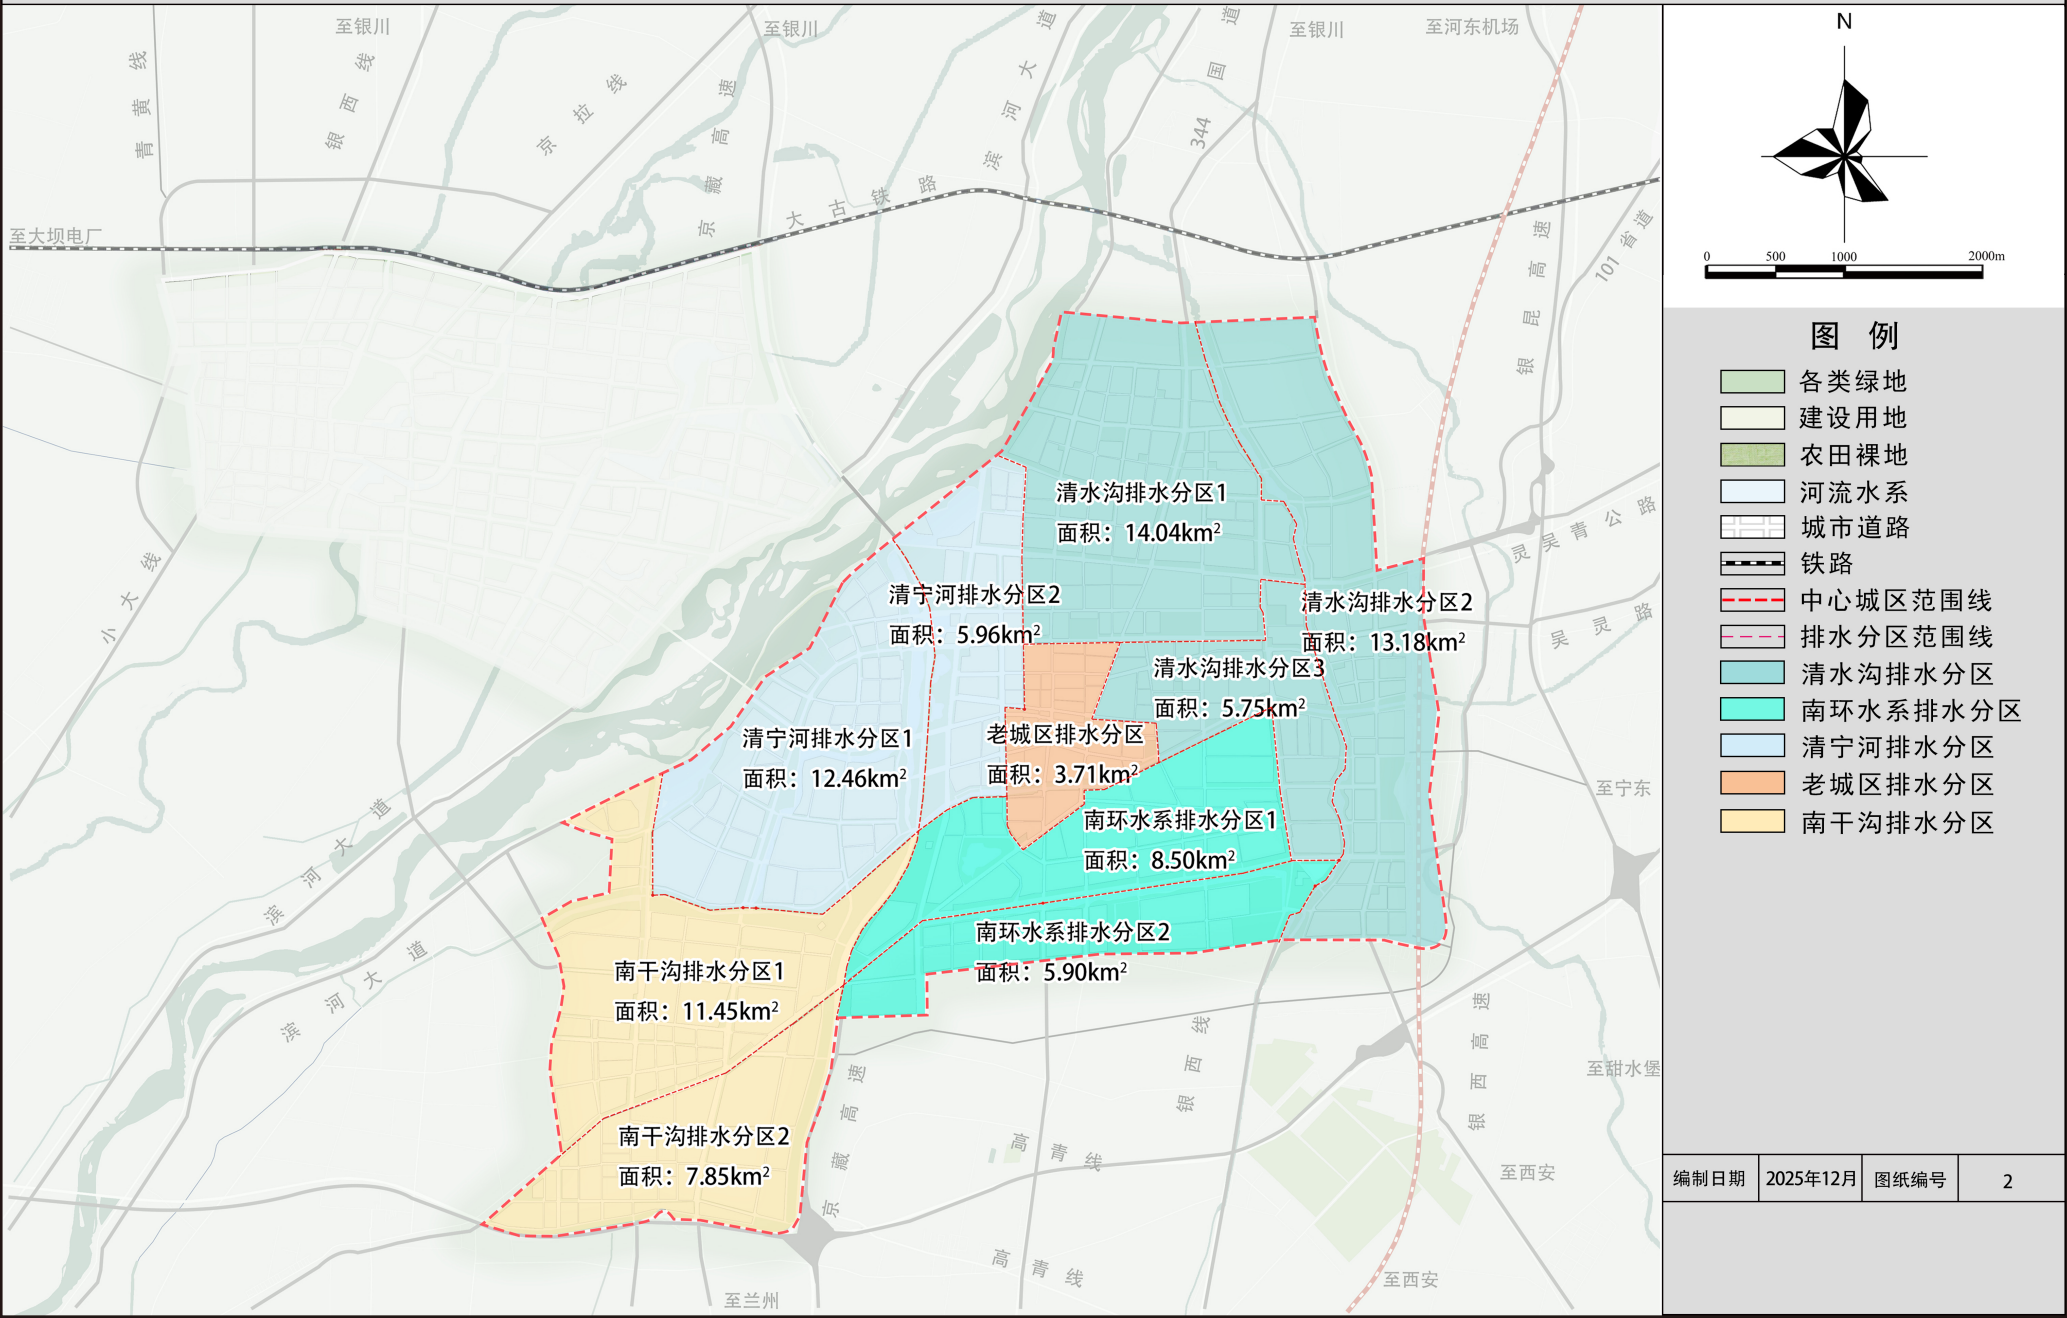 至银川
至银川
至银川
至河东机场
青黄线
银西线
京拉线
京藏高速
滨河大道
344国道
大古铁路
至大坝电厂
银昆高速
101省道
小大线
灵吴青公路
吴灵路
至宁东
清水沟排水分区1
面积：14.04km²
清宁河排水分区2
面积：5.96km²
清水沟排水分区2
面积：13.18km²
清水沟排水分区3
面积：5.75km²
清宁河排水分区1
面积：12.46km²
老城区排水分区
面积：3.71km²
南环水系排水分区1
面积：8.50km²
南环水系排水分区2
面积：5.90km²
南干沟排水分区1
面积：11.45km²
南干沟排水分区2
面积：7.85km²
滨河大道
滨河大道
京藏高速
银西线
银西高速
至甜水堡
高青线
高青线
至西安
至西安
至兰州
N
0 500 1000 2000m
图 例
各类绿地
建设用地
农田裸地
河流水系
城市道路
铁路
中心城区范围线
排水分区范围线
清水沟排水分区
南环水系排水分区
清宁河排水分区
老城区排水分区
南干沟排水分区
编制日期 2025年12月 图纸编号 2